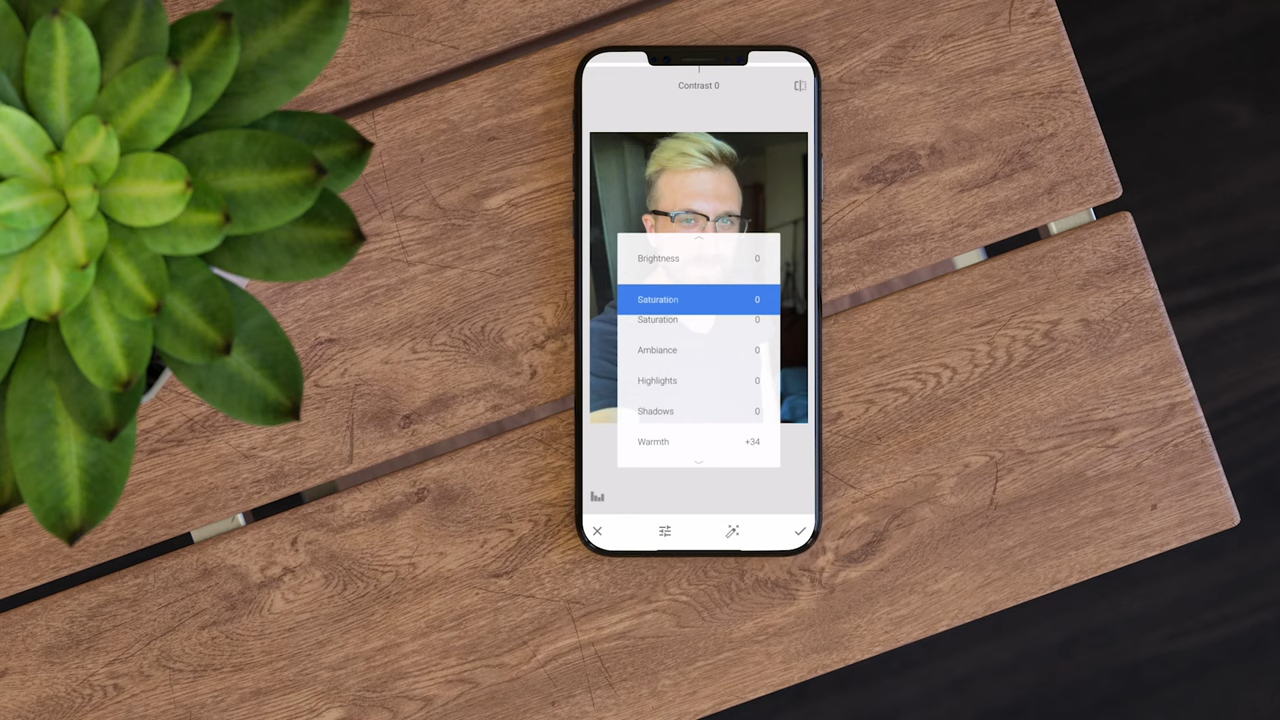 Contrast 0
Brightness 0
Saturation 0
Saturation 0
Ambiance 0
Highlights 0
Shadows 0
Warmth +34